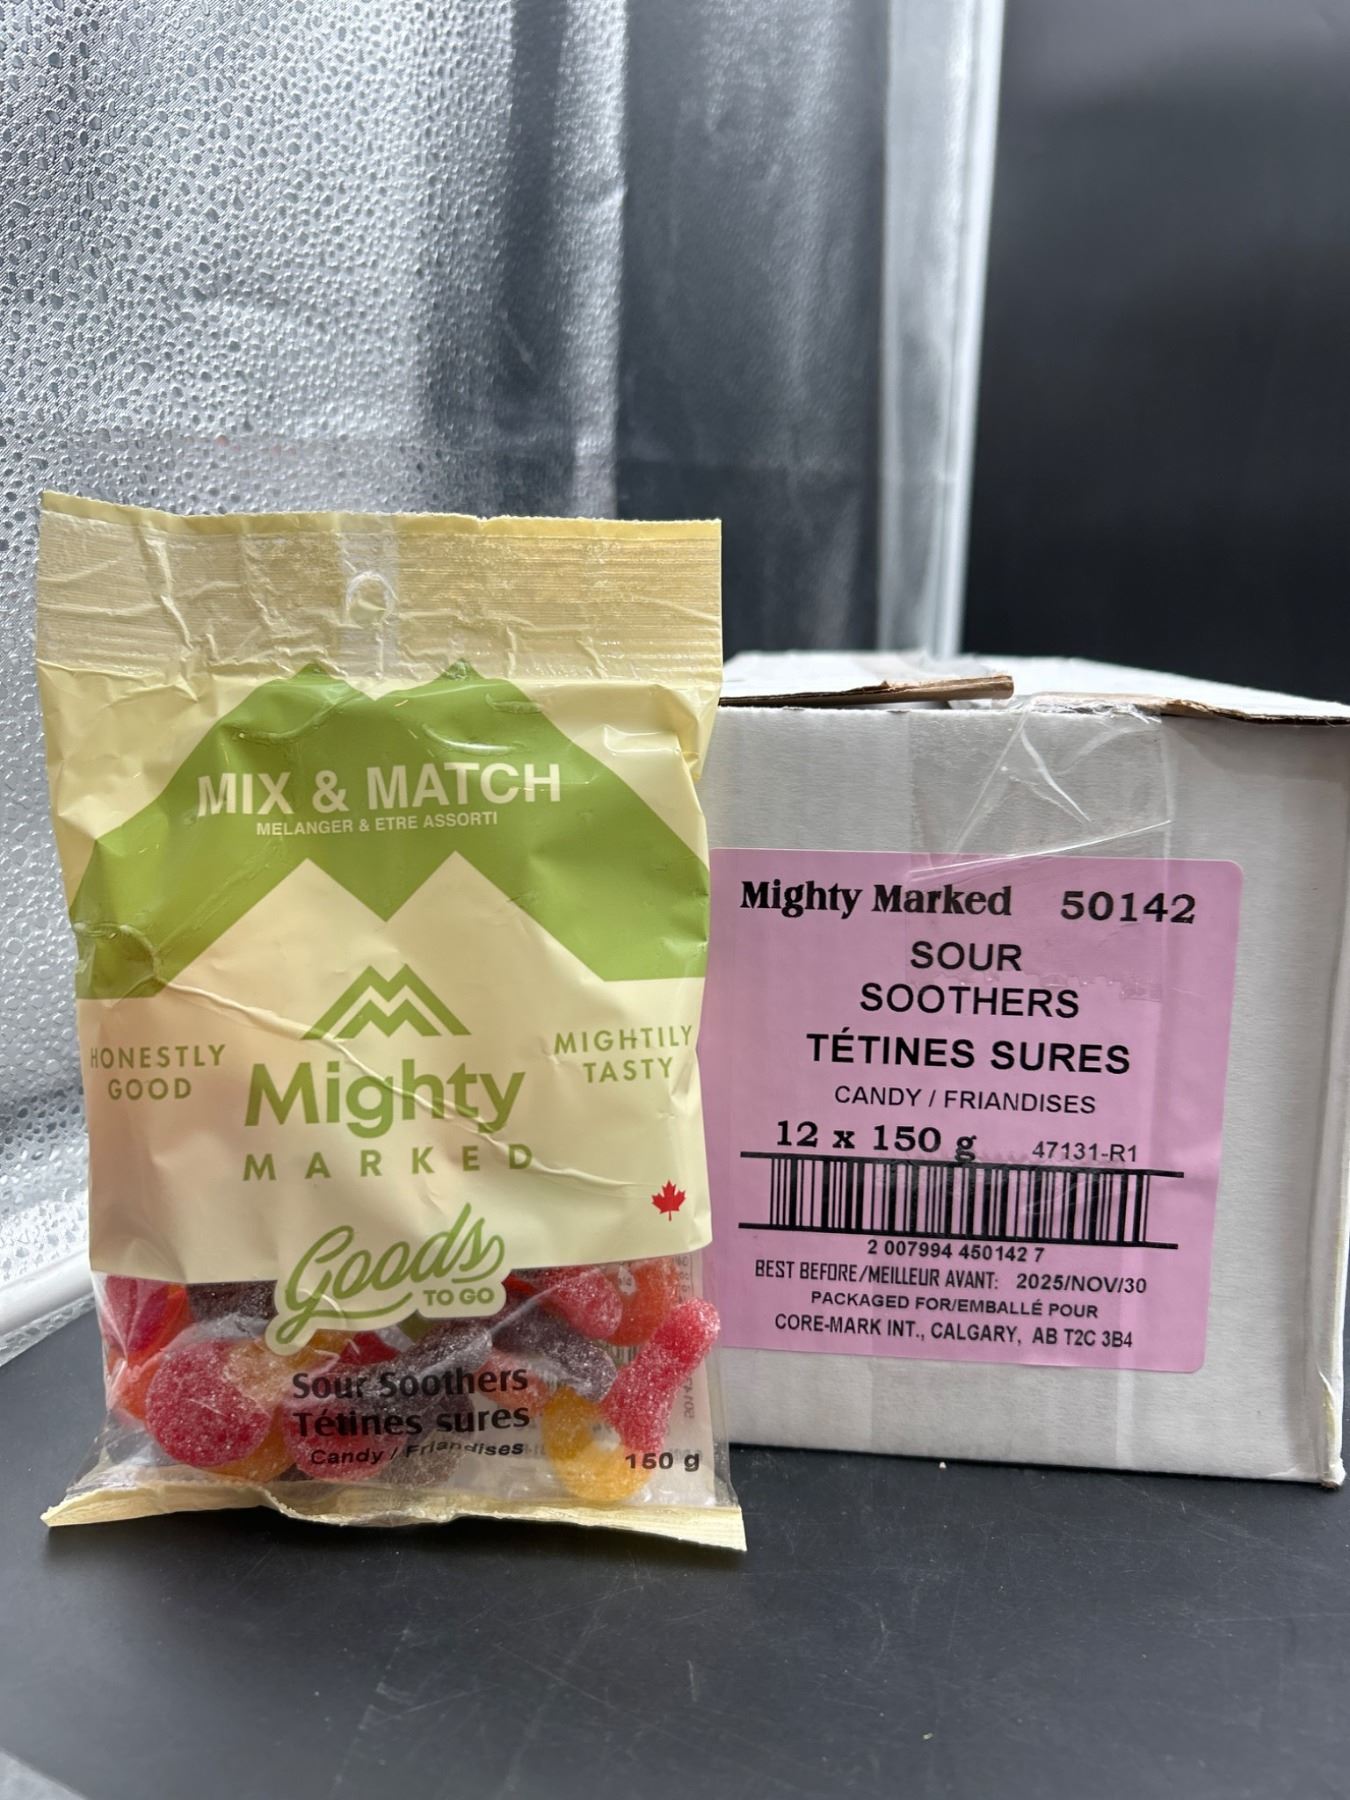 MIX & MATCH
MELANGER & ETRE ASSORTI
HONESTLY
GOOD
MIGHTILY
TASTY
Mighty
MARKED
Goods
TO GO
Sour Soothers
Tétines sures
Candy / Friandises
150 g
Mighty Marked 50142
SOUR
SOOTHERS
TÉTINES SURES
CANDY / FRIANDISES
12 x 150 g 47131-R1
2 007994 450142 7
BEST BEFORE/MEILLEUR AVANT: 2025/NOV/30
PACKAGED FOR/EMBALLÉ POUR
CORE-MARK INT., CALGARY, AB T2C 3B4